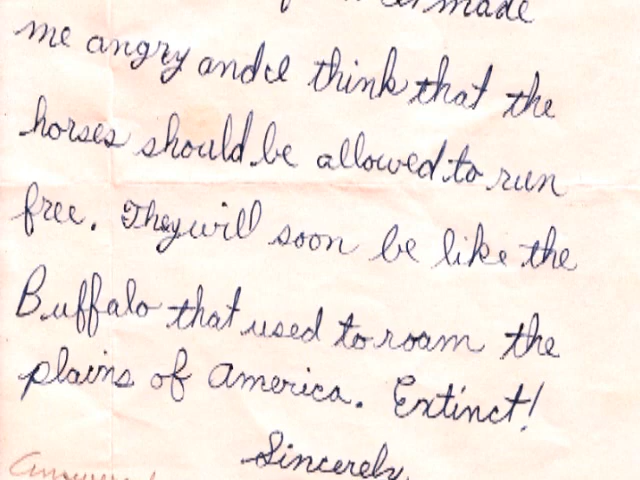 made
me angry and I think that the
horses should be allowed to run
free. They will soon be like the
Buffalo that used to roam the
plains of America. Extinct!
Sincerely,